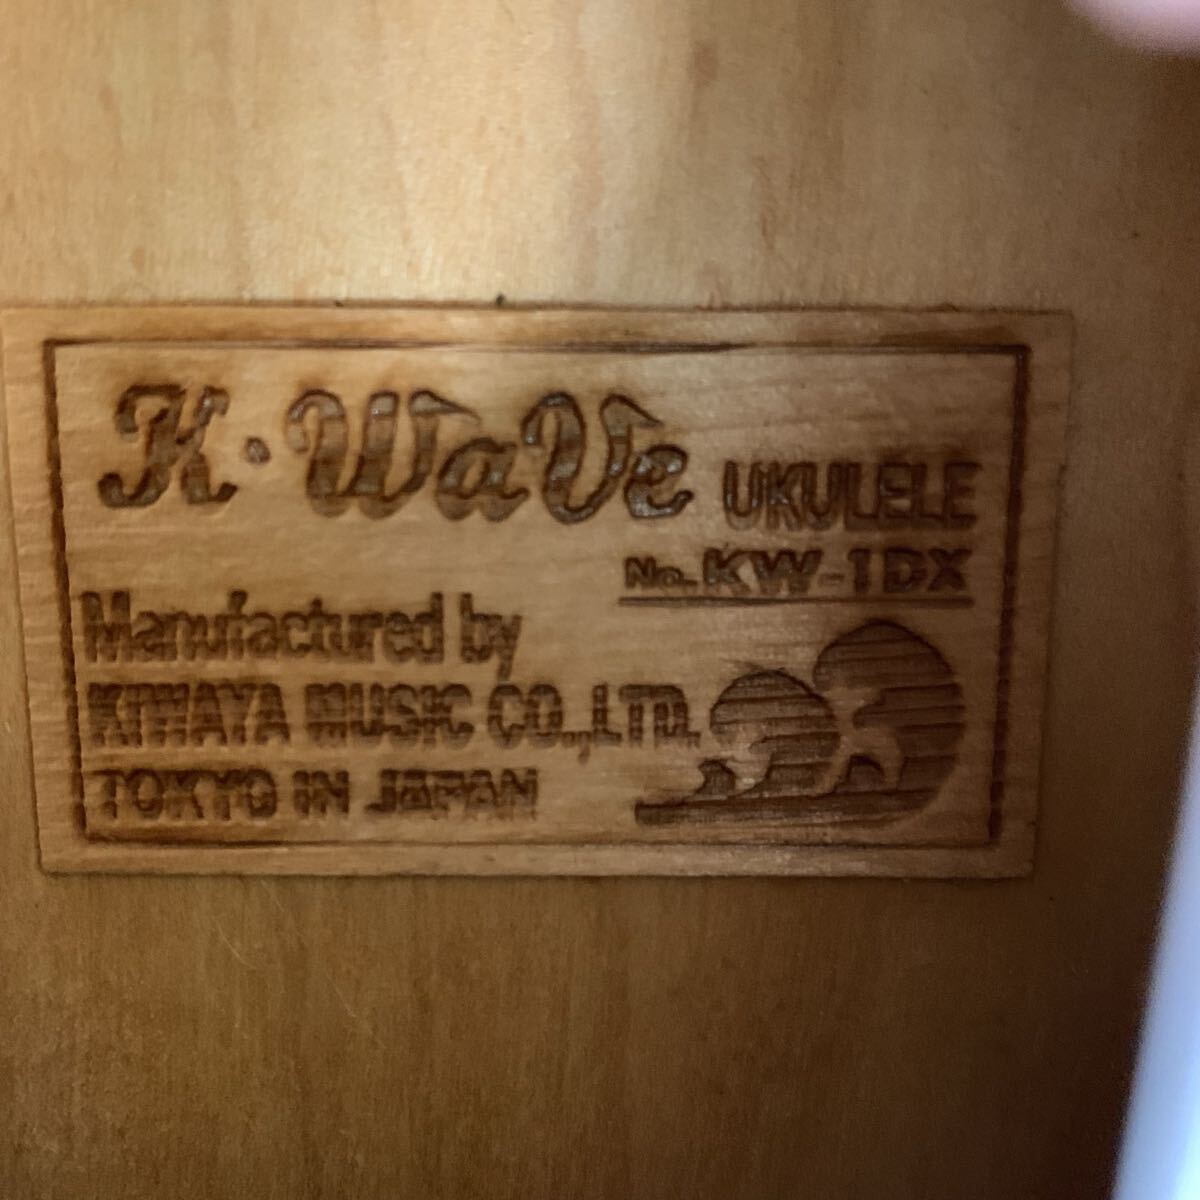 K・WaVe UKULELE
No. KW-1DX
Manufactured by
KIWAYA MUSIC CO.,LTD.
TOKYO IN JAPAN